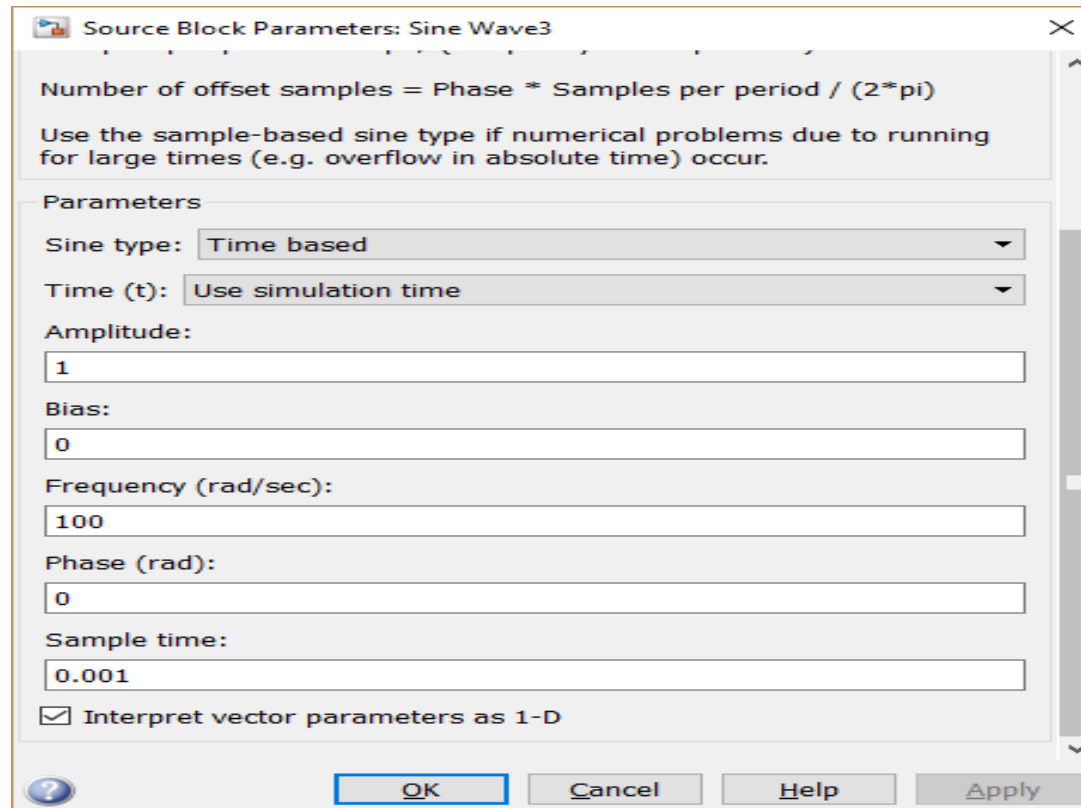 Source Block Parameters: Sine Wave3
Number of offset samples = Phase * Samples per period / (2*pi)
Use the sample-based sine type if numerical problems due to running
for large times (e.g. overflow in absolute time) occur.
Parameters
Sine type: Time based
Time (t): Use simulation time
Amplitude:
1
Bias:
0
Frequency (rad/sec):
100
Phase (rad):
0
Sample time:
0.001
Interpret vector parameters as 1-D
OK Cancel Help Apply